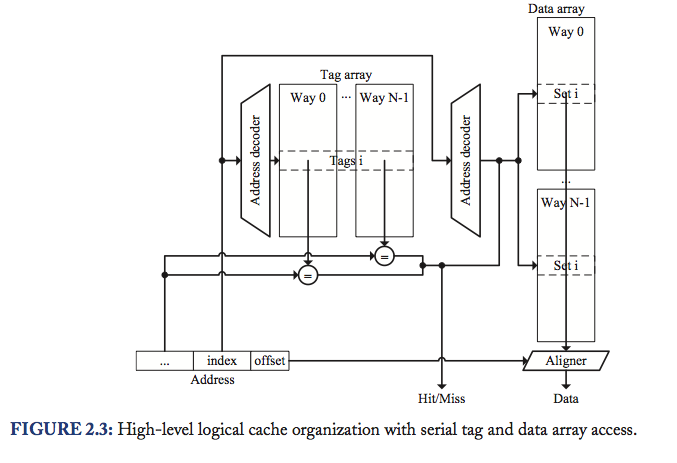 Data array
Way 0
Tag array
Way 0 ... Way N-1
Set i
Address decoder
Tags i
Address decoder
...
Way N-1
=
=
Set i
... index offset
Aligner
Address
Hit/Miss
Data
FIGURE 2.3: High-level logical cache organization with serial tag and data array access.